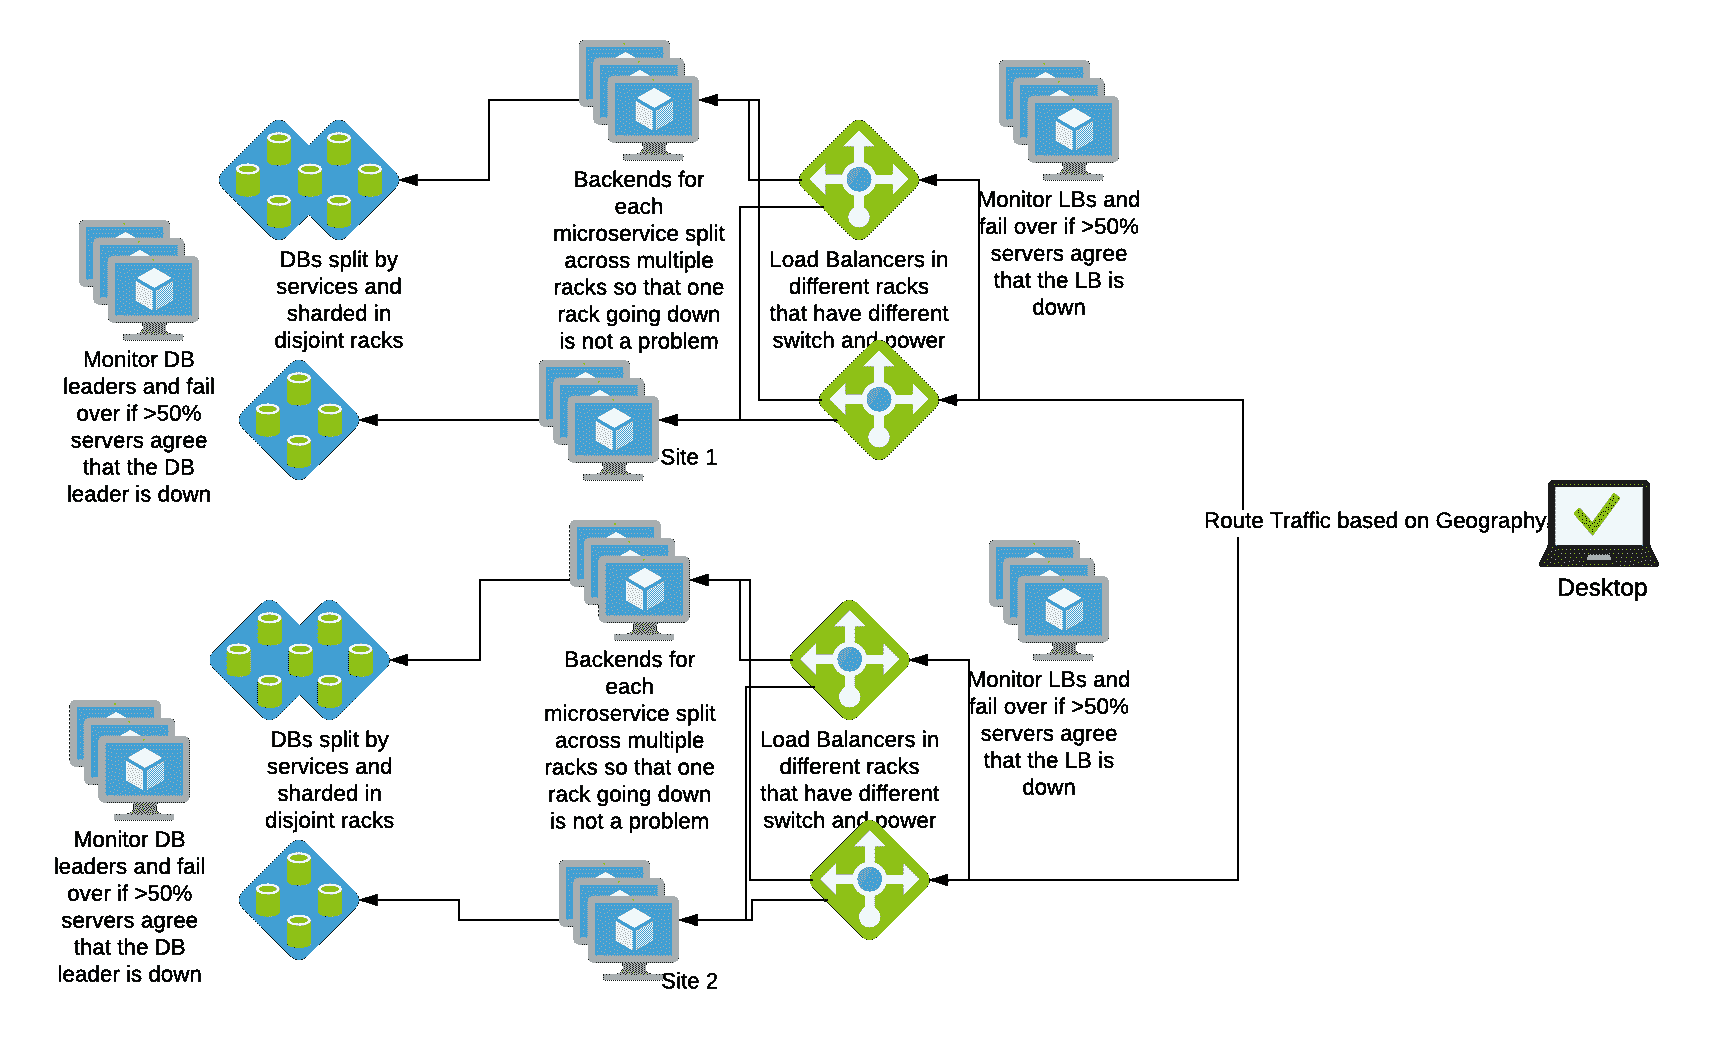 Backends for
each
microservice split
across multiple
racks so that one
rack going down
is not a problem
Monitor LBs and
fail over if >50%
servers agree
that the LB is
down
DBs split by
services and
sharded in
disjoint racks
Load Balancers in
different racks
that have different
switch and power
Monitor DB
leaders and fail
over if >50%
servers agree
that the DB
leader is down
Site 1
Route Traffic based on Geography
Desktop
Backends for
each
microservice split
across multiple
racks so that one
rack going down
is not a problem
Monitor LBs and
fail over if >50%
servers agree
that the LB is
down
DBs split by
services and
sharded in
disjoint racks
Load Balancers in
different racks
that have different
switch and power
Monitor DB
leaders and fail
over if >50%
servers agree
that the DB
leader is down
Site 2